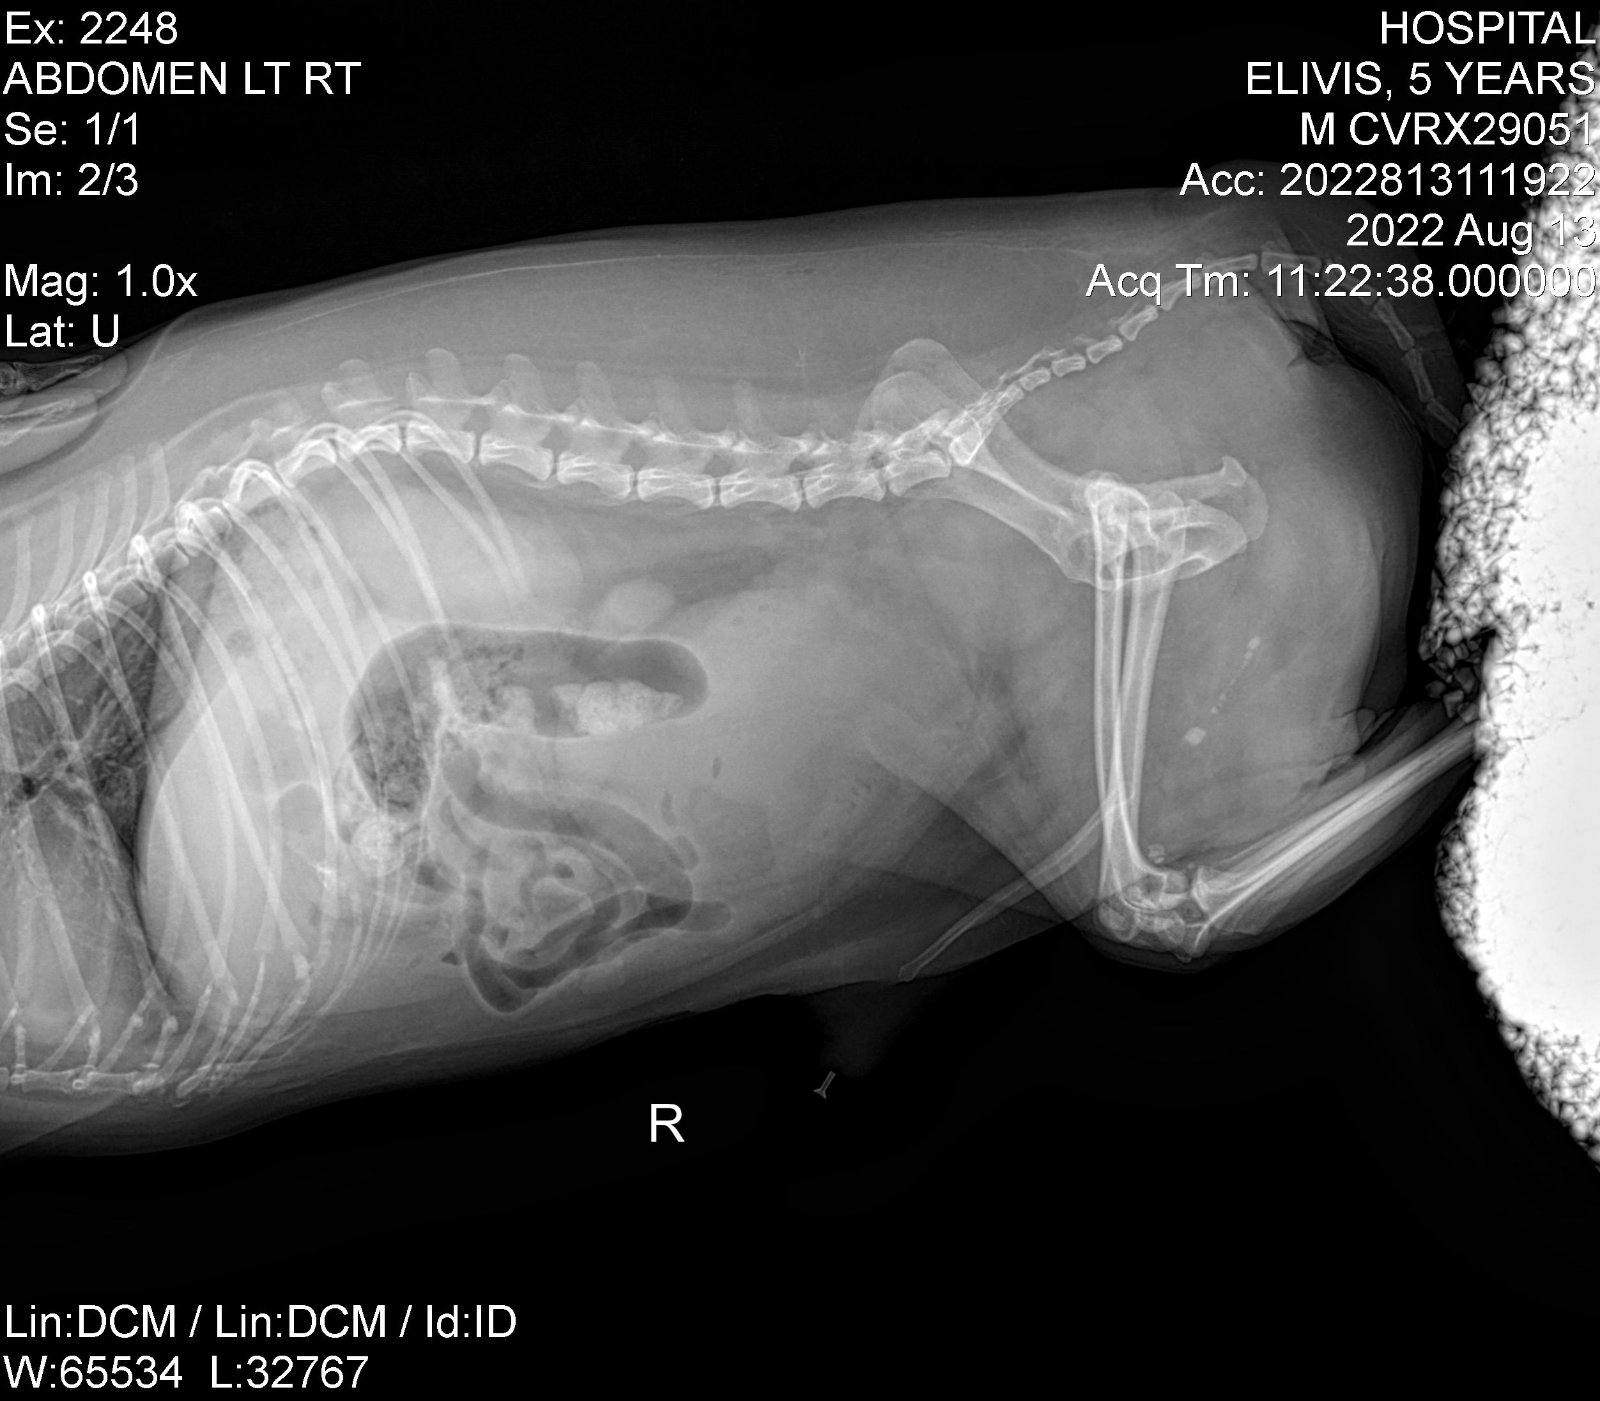 Ex: 2248
ABDOMEN LT RT
Se: 1/1
Im: 2/3
Mag: 1.0x
Lat: U
HOSPITAL
ELIVIS, 5 YEARS
M CVRX29051
Acc: 2022813111922
2022 Aug 13
Acq Tm: 11:22:38.000000
R
Lin:DCM / Lin:DCM / Id:ID
W:65534 L:32767